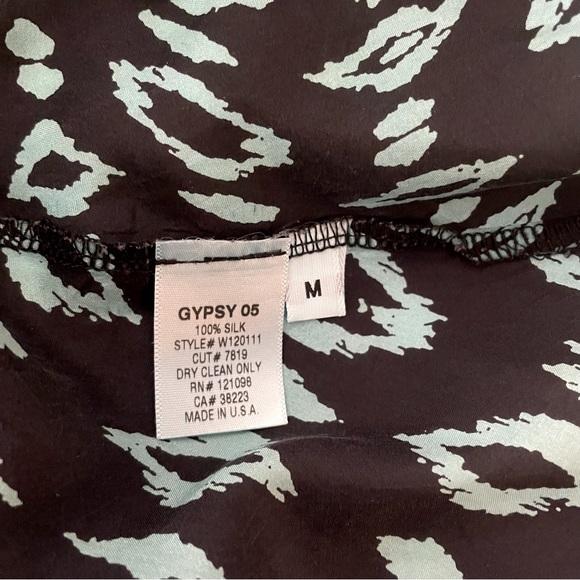 GYPSY 05
100% SILK
STYLE# W120111
CUT# 7819
DRY CLEAN ONLY
RN# 121098
CA# 38223
MADE IN U.S.A.
M